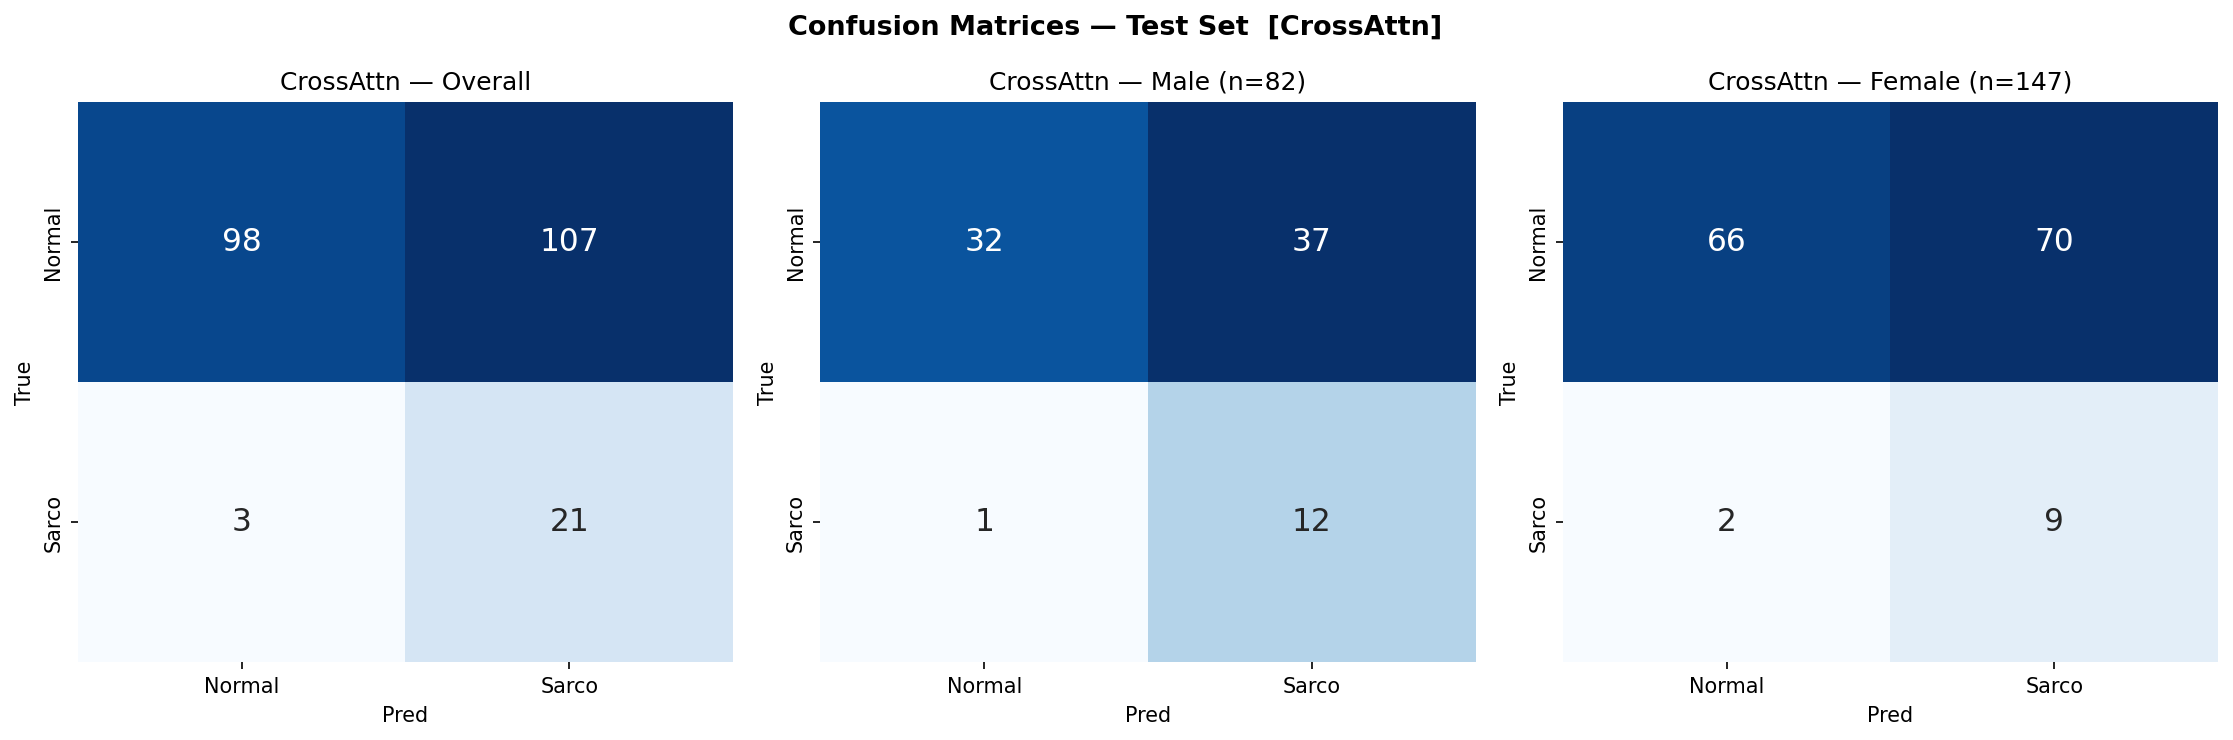 Confusion Matrices — Test Set [CrossAttn]
CrossAttn — Overall
True
Normal
98
107
Sarco
3
21
Normal
Sarco
Pred
CrossAttn — Male (n=82)
True
Normal
32
37
Sarco
1
12
Normal
Sarco
Pred
CrossAttn — Female (n=147)
True
Normal
66
70
Sarco
2
9
Normal
Sarco
Pred